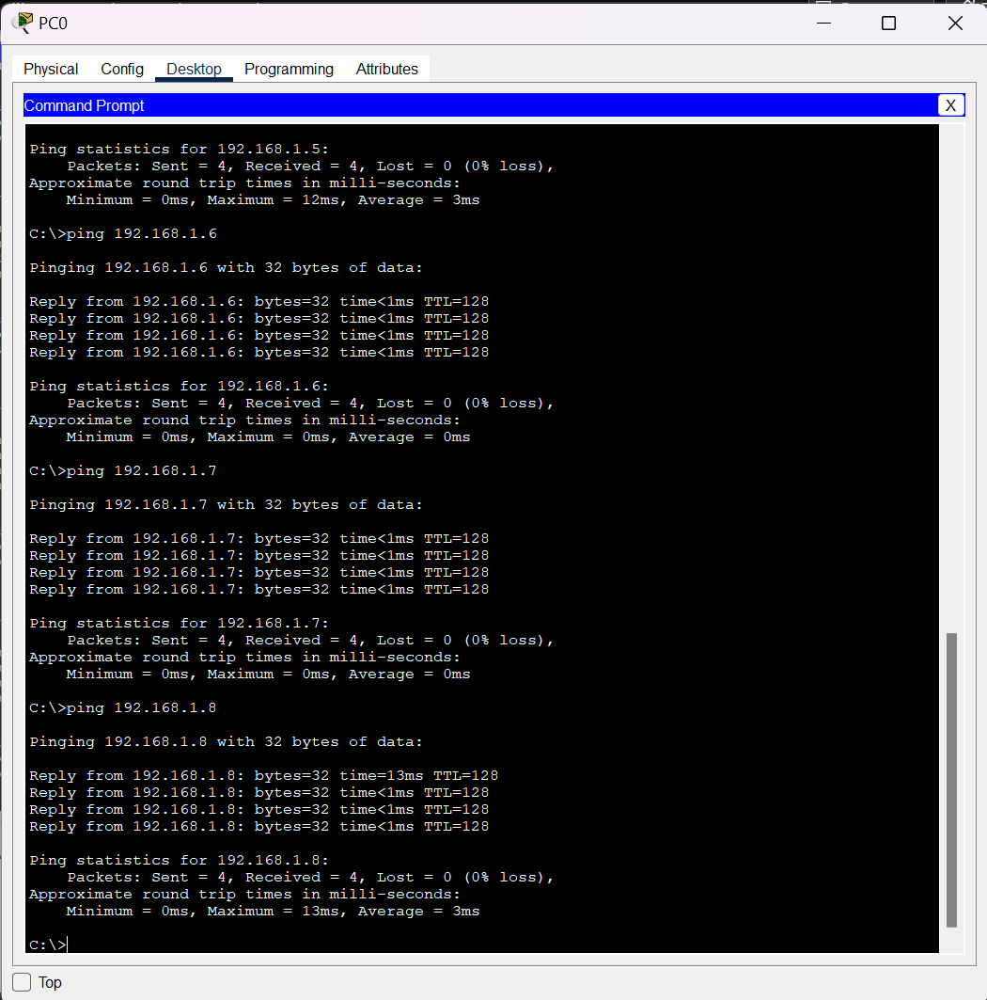 PC0
Physical Config Desktop Programming Attributes
Command Prompt
X
Ping statistics for 192.168.1.5:
    Packets: Sent = 4, Received = 4, Lost = 0 (0% loss),
Approximate round trip times in milli-seconds:
    Minimum = 0ms, Maximum = 12ms, Average = 3ms
C:\>ping 192.168.1.6
Pinging 192.168.1.6 with 32 bytes of data:
Reply from 192.168.1.6: bytes=32 time<1ms TTL=128
Reply from 192.168.1.6: bytes=32 time<1ms TTL=128
Reply from 192.168.1.6: bytes=32 time<1ms TTL=128
Reply from 192.168.1.6: bytes=32 time<1ms TTL=128
Ping statistics for 192.168.1.6:
    Packets: Sent = 4, Received = 4, Lost = 0 (0% loss),
Approximate round trip times in milli-seconds:
    Minimum = 0ms, Maximum = 0ms, Average = 0ms
C:\>ping 192.168.1.7
Pinging 192.168.1.7 with 32 bytes of data:
Reply from 192.168.1.7: bytes=32 time<1ms TTL=128
Reply from 192.168.1.7: bytes=32 time<1ms TTL=128
Reply from 192.168.1.7: bytes=32 time<1ms TTL=128
Reply from 192.168.1.7: bytes=32 time<1ms TTL=128
Ping statistics for 192.168.1.7:
    Packets: Sent = 4, Received = 4, Lost = 0 (0% loss),
Approximate round trip times in milli-seconds:
    Minimum = 0ms, Maximum = 0ms, Average = 0ms
C:\>ping 192.168.1.8
Pinging 192.168.1.8 with 32 bytes of data:
Reply from 192.168.1.8: bytes=32 time=13ms TTL=128
Reply from 192.168.1.8: bytes=32 time<1ms TTL=128
Reply from 192.168.1.8: bytes=32 time<1ms TTL=128
Reply from 192.168.1.8: bytes=32 time<1ms TTL=128
Ping statistics for 192.168.1.8:
    Packets: Sent = 4, Received = 4, Lost = 0 (0% loss),
Approximate round trip times in milli-seconds:
    Minimum = 0ms, Maximum = 13ms, Average = 3ms
C:\>
Top